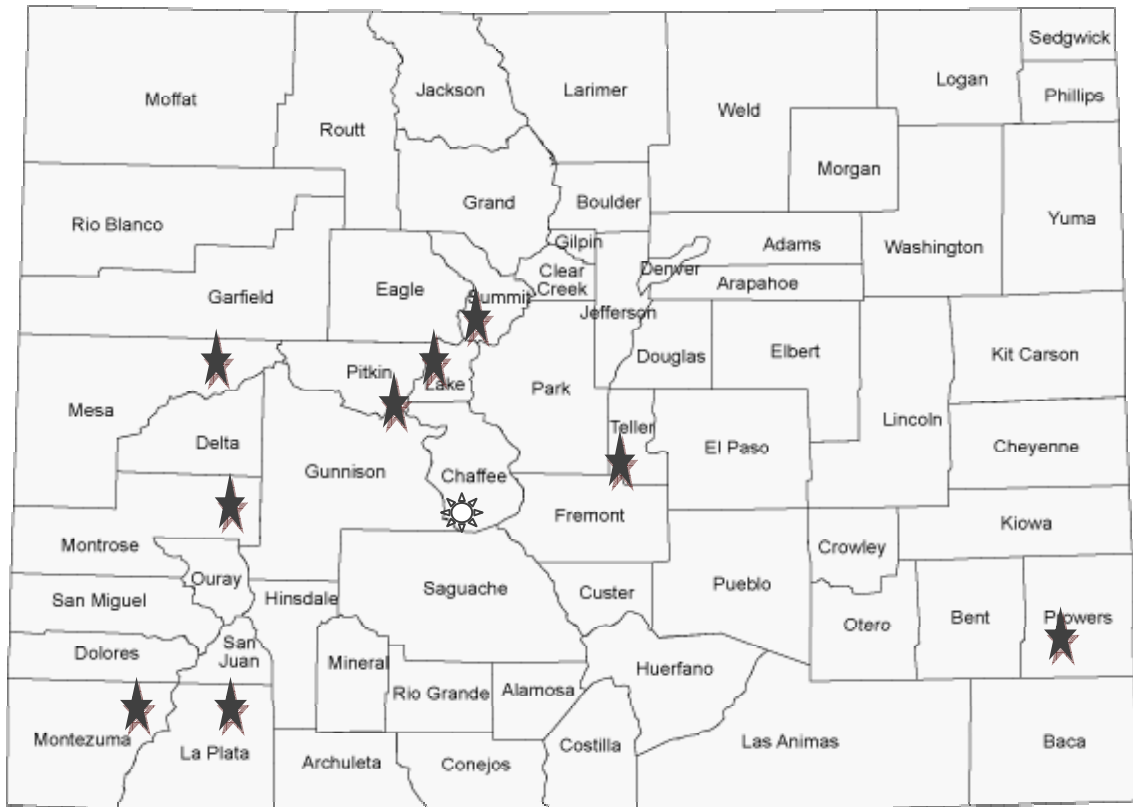 Sedgwick
Logan
Phillips
Moffat
Jackson
Larimer
Weld
Routt
Morgan
Grand
Boulder
Rio Blanco
Yuma
Gilpin
Adams
Washington
Clear
Creek
Denver
Arapahoe
Eagle
Garfield
Summit
Jefferson
Douglas
Elbert
Kit Carson
Pitkin
Lake
Park
Mesa
Lincoln
Teller
Delta
El Paso
Cheyenne
Gunnison
Chaffee
Fremont
Kiowa
Montrose
Crowley
Ouray
Saguache
Pueblo
San Miguel
Hinsdale
Custer
Bent
Prowers
Otero
San
Juan
Dolores
Mineral
Huerfano
Rio Grande
Alamosa
Montezuma
La Plata
Costilla
Las Animas
Baca
Archuleta
Conejos